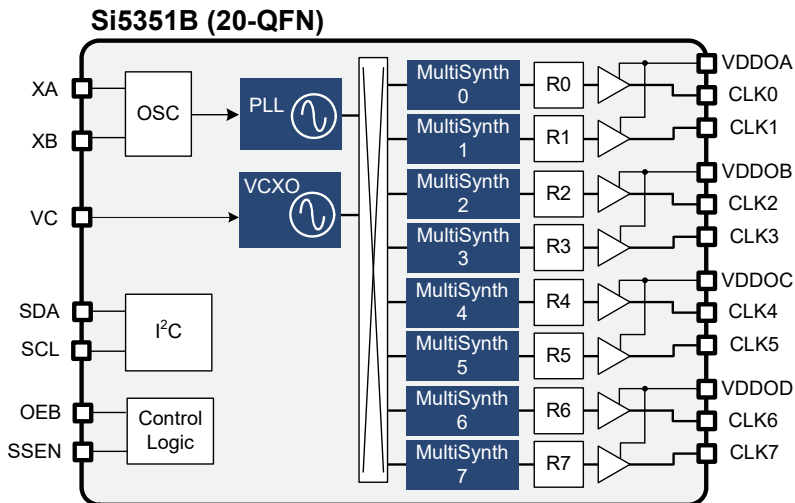 Si5351B (20-QFN)
XA
XB
VC
SDA
SCL
OEB
SSEN
OSC
PLL
VCXO
I²C
Control
Logic
MultiSynth
0
MultiSynth
1
MultiSynth
2
MultiSynth
3
MultiSynth
4
MultiSynth
5
MultiSynth
6
MultiSynth
7
R0
R1
R2
R3
R4
R5
R6
R7
VDDOA
CLK0
CLK1
VDDOB
CLK2
CLK3
VDDOC
CLK4
CLK5
VDDOD
CLK6
CLK7